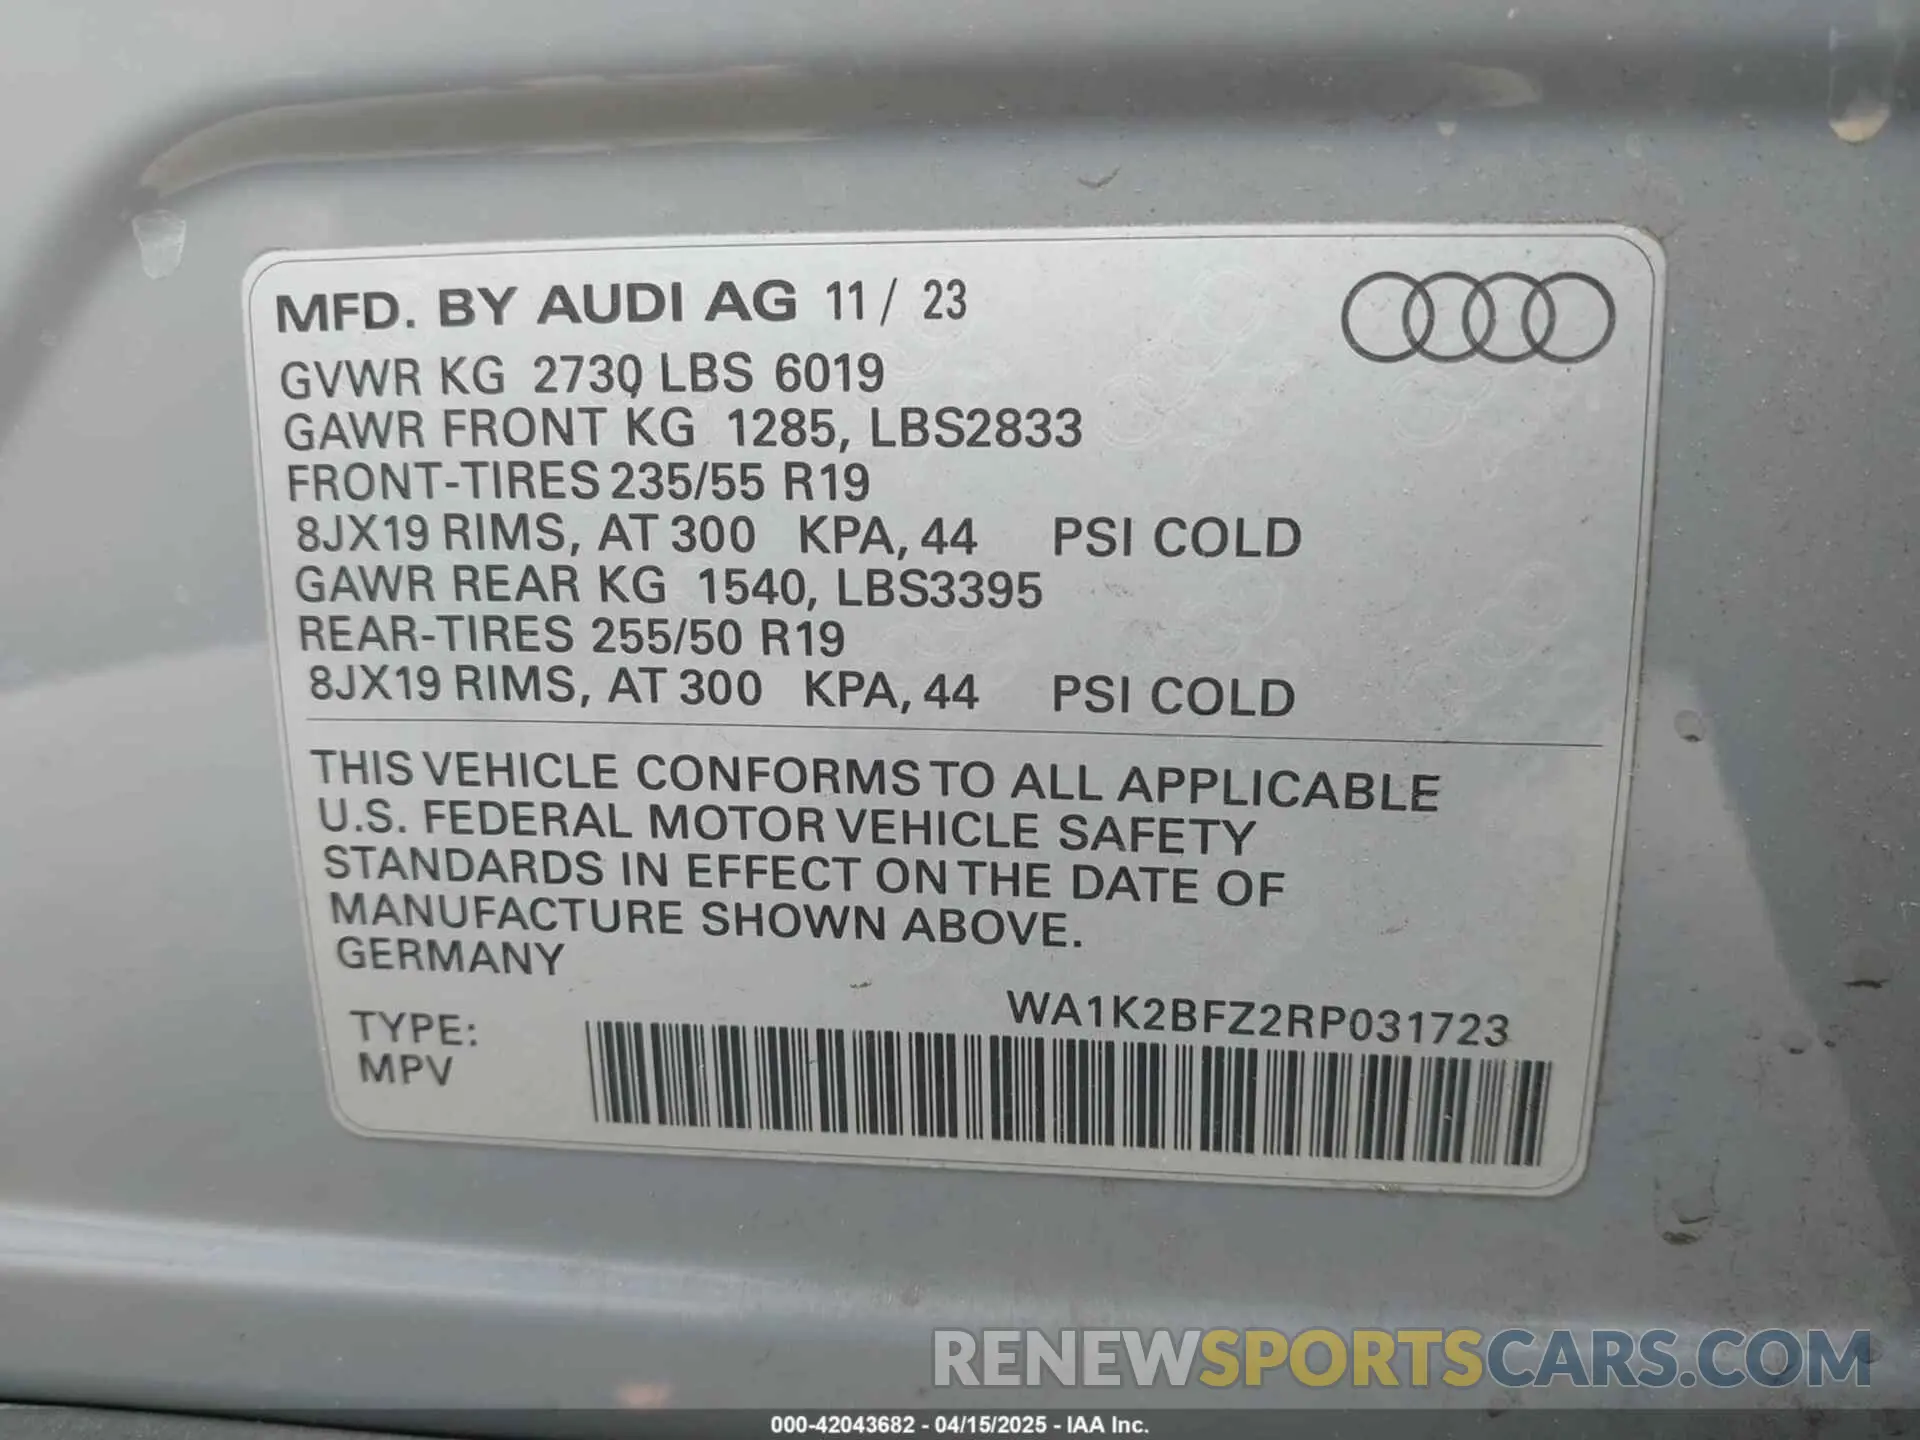 MFD. BY AUDI AG 11 / 23
GVWR KG 2730, LBS 6019
GAWR FRONT KG 1285, LBS2833
FRONT-TIRES 235/55 R19
8JX19 RIMS, AT 300 KPA, 44 PSI COLD
GAWR REAR KG 1540, LBS3395
REAR-TIRES 255/50 R19
8JX19 RIMS, AT 300 KPA, 44 PSI COLD
THIS VEHICLE CONFORMS TO ALL APPLICABLE
U.S. FEDERAL MOTOR VEHICLE SAFETY
STANDARDS IN EFFECT ON THE DATE OF
MANUFACTURE SHOWN ABOVE.
GERMANY
WA1K2BFZ2RP031723
TYPE:
MPV
RENEWSPORTSCARS.COM
000-42043682 - 04/15/2025 - IAA Inc.